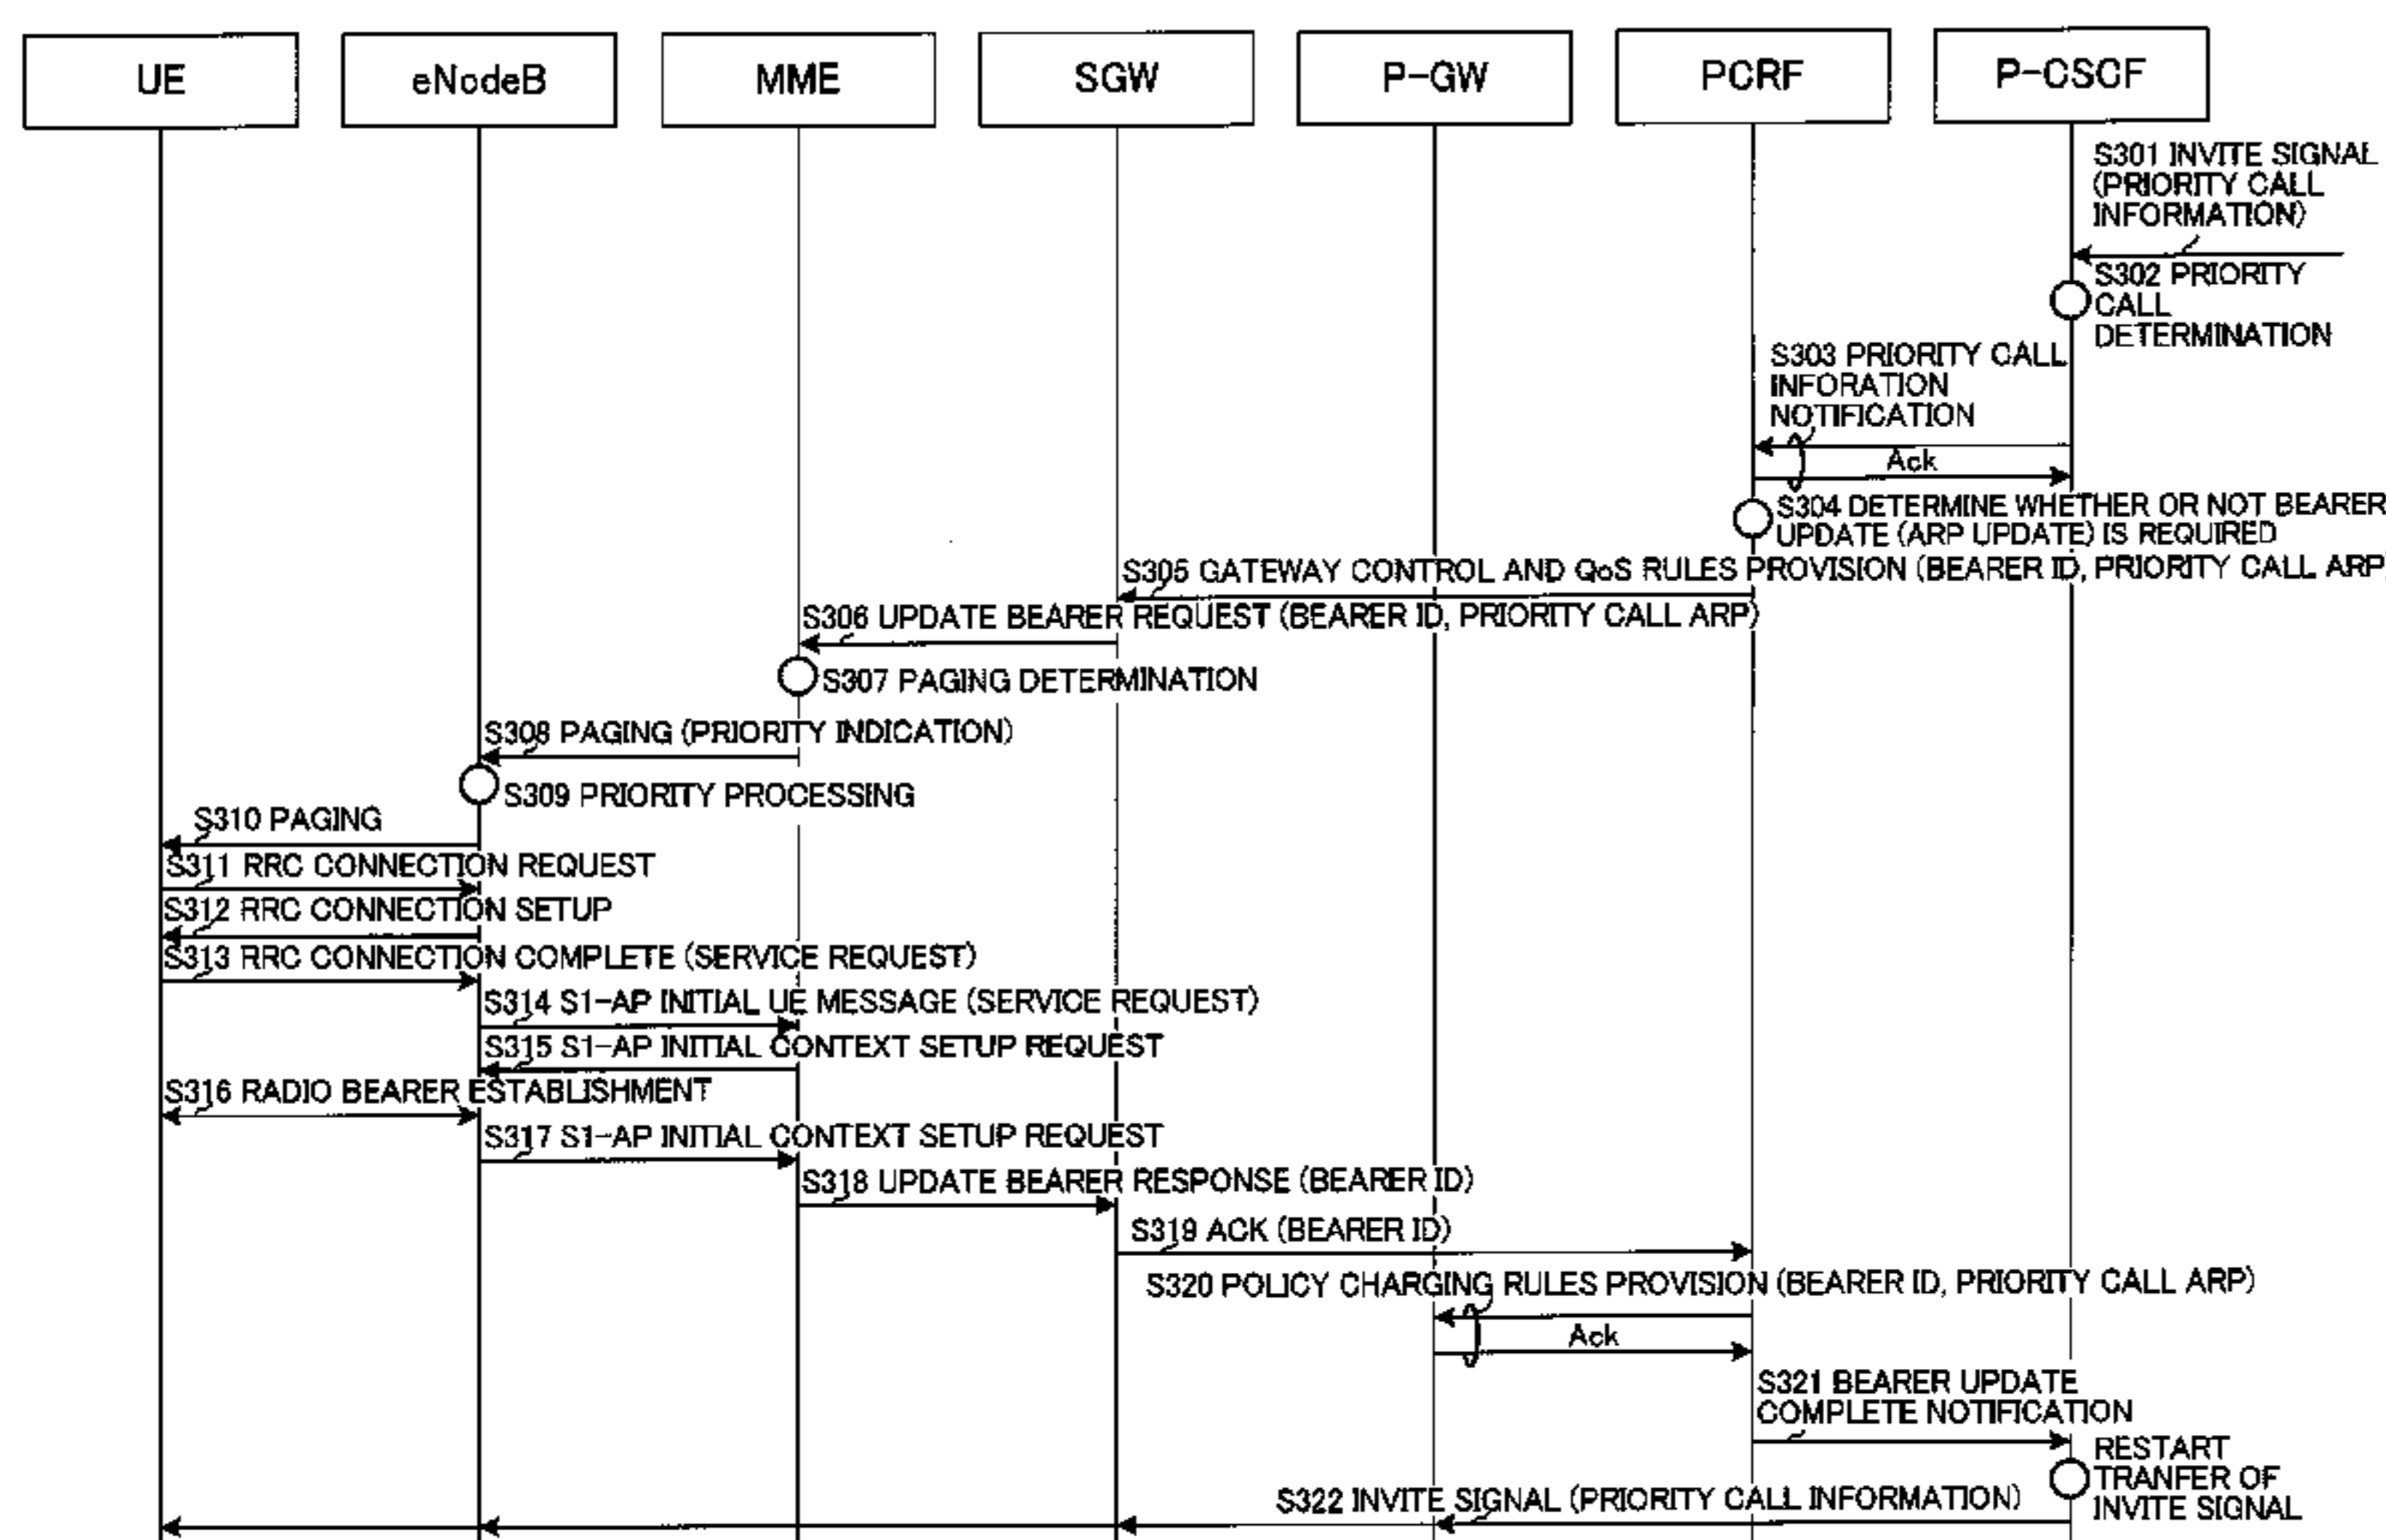 UE
eNodeB
MME
SGW
P-GW
PCRF
P-CSCF
S301 INVITE SIGNAL
(PRIORITY CALL
INFORMATION)
S302 PRIORITY
CALL
DETERMINATION
S303 PRIORITY CALL
INFORATION
NOTIFICATION
Ack
S304 DETERMINE WHETHER OR NOT BEARER
UPDATE (ARP UPDATE) IS REQUIRED
S305 GATEWAY CONTROL AND QoS RULES PROVISION (BEARER ID, PRIORITY CALL ARP)
S306 UPDATE BEARER REQUEST (BEARER ID, PRIORITY CALL ARP)
S307 PAGING DETERMINATION
S308 PAGING (PRIORITY INDICATION)
S309 PRIORITY PROCESSING
S310 PAGING
S311 RRC CONNECTION REQUEST
S312 RRC CONNECTION SETUP
S313 RRC CONNECTION COMPLETE (SERVICE REQUEST)
S314 S1-AP INITIAL UE MESSAGE (SERVICE REQUEST)
S315 S1-AP INITIAL CONTEXT SETUP REQUEST
S316 RADIO BEARER ESTABLISHMENT
S317 S1-AP INITIAL CONTEXT SETUP REQUEST
S318 UPDATE BEARER RESPONSE (BEARER ID)
S319 ACK (BEARER ID)
S320 POLICY CHARGING RULES PROVISION (BEARER ID, PRIORITY CALL ARP)
Ack
S321 BEARER UPDATE
COMPLETE NOTIFICATION
RESTART
TRANFER OF
INVITE SIGNAL
S322 INVITE SIGNAL (PRIORITY CALL INFORMATION)